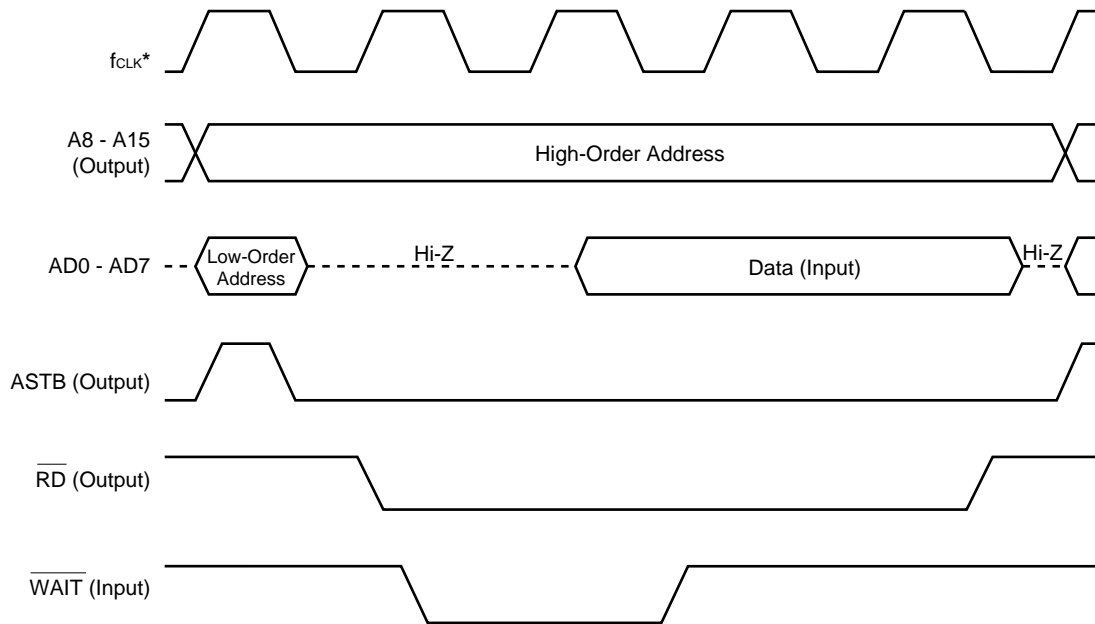 fCLK*
A8 - A15
(Output)
High-Order Address
AD0 - AD7
Low-Order
Address
Hi-Z
Data (Input)
Hi-Z
ASTB (Output)
RD (Output)
WAIT (Input)